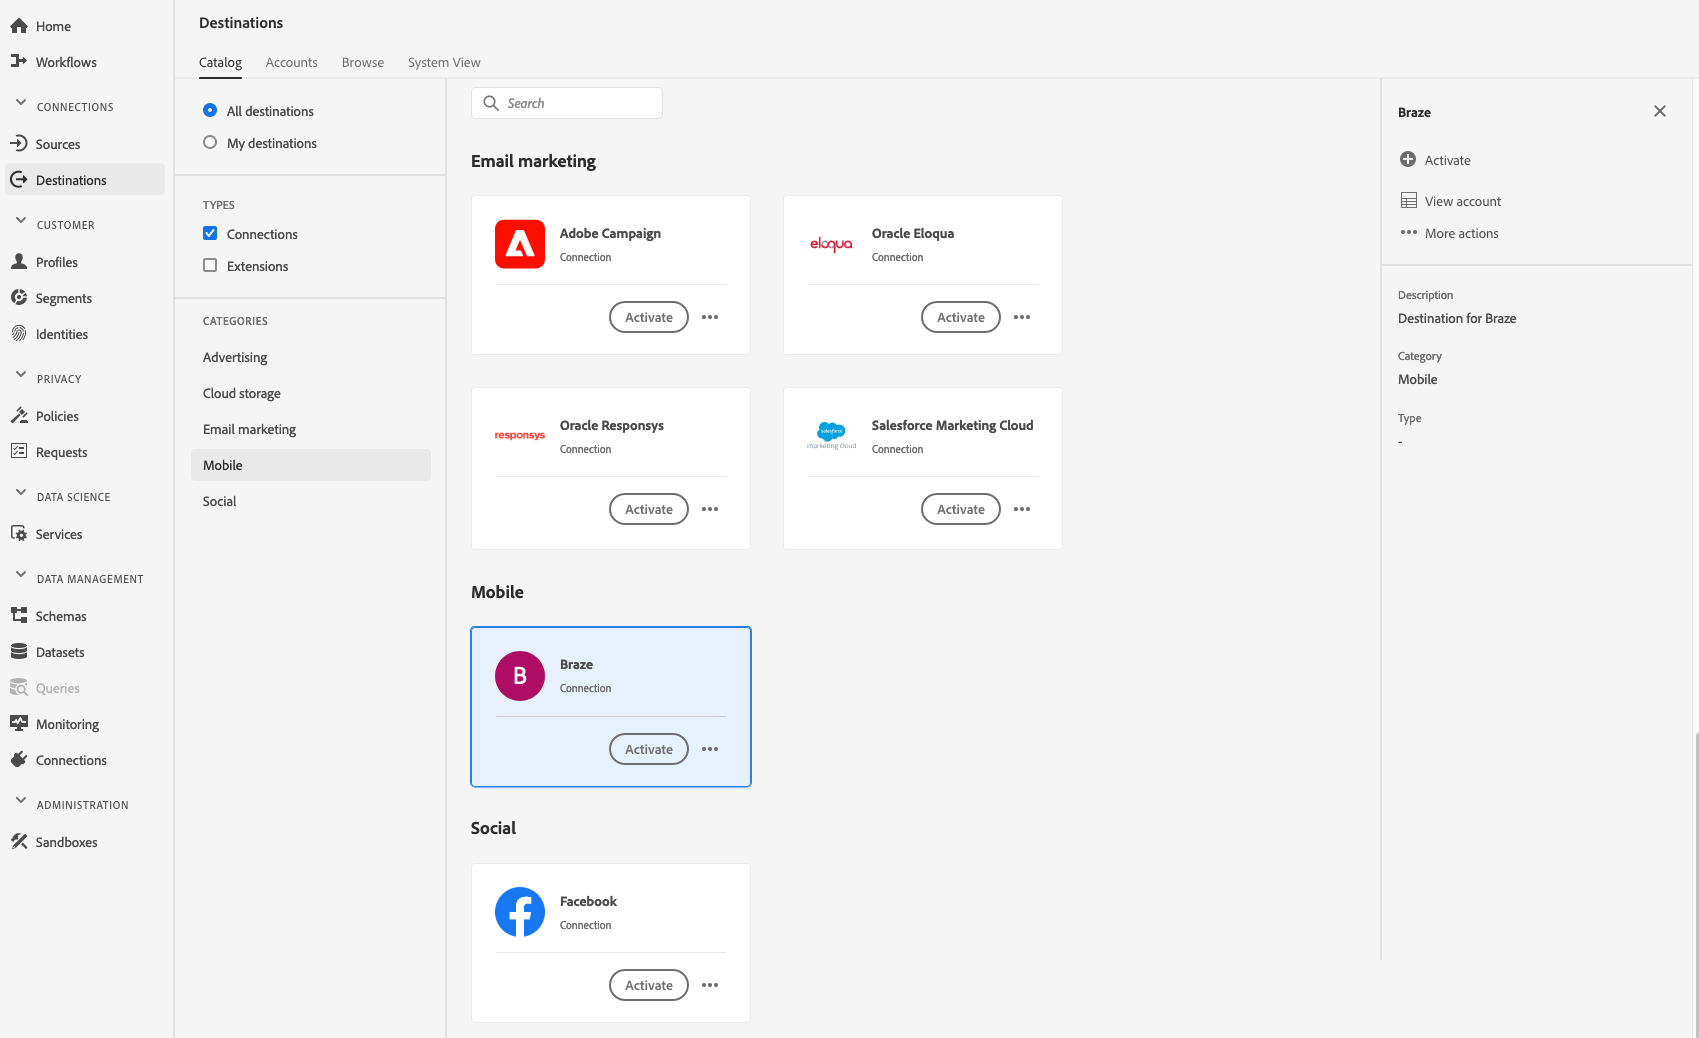 Home
Workflows
CONNECTIONS
Sources
Destinations
CUSTOMER
Profiles
Segments
Identities
PRIVACY
Policies
Requests
DATA SCIENCE
Services
DATA MANAGEMENT
Schemas
Datasets
Queries
Monitoring
Connections
ADMINISTRATION
Sandboxes
Destinations
Catalog Accounts Browse System View
All destinations
My destinations
TYPES
Connections
Extensions
CATEGORIES
Advertising
Cloud storage
Email marketing
Mobile
Social
Search
Email marketing
Adobe Campaign
Connection
Activate
eloqua
Oracle Eloqua
Connection
Activate
responsys
Oracle Responsys
Connection
Activate
salesforce
marketing cloud
Salesforce Marketing Cloud
Connection
Activate
Mobile
B
Braze
Connection
Activate
Social
Facebook
Connection
Activate
Braze
Activate
View account
More actions
Description
Destination for Braze
Category
Mobile
Type
-